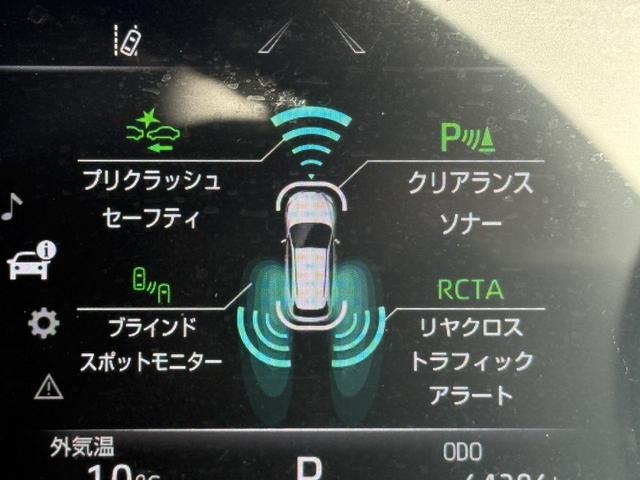 P
プリクラッシュ
セーフティ
クリアランス
ソナー
RCTA
ブラインド
スポットモニター
リヤクロス
トラフィック
アラート
外気温
ODO
10℃
P